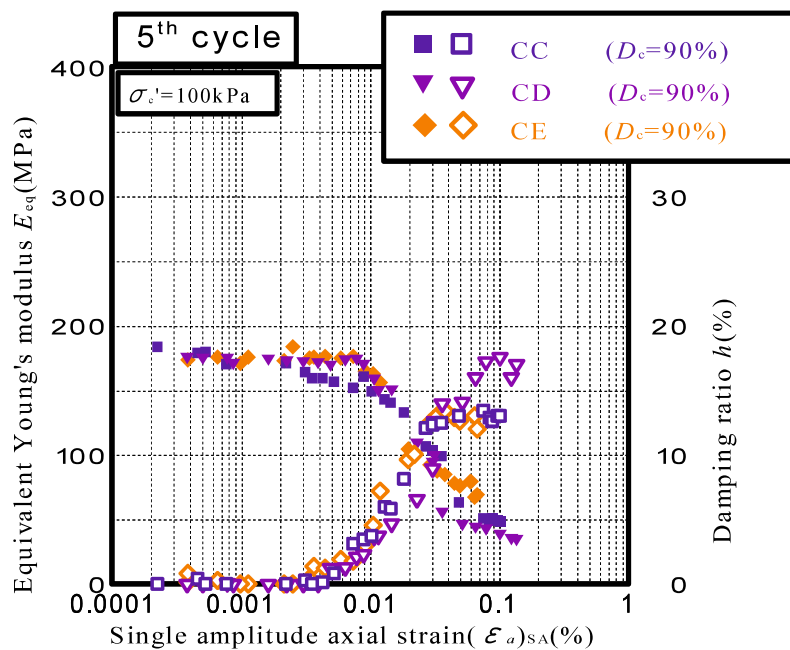 5th cycle
σc'=100kPa
CC (Dc=90%)
CD (Dc=90%)
CE (Dc=90%)
400
300
200
100
0
Equivalent Young's modulus Eeq(MPa)
30
20
10
0
Damping ratio h(%)
0.0001 0.001 0.01 0.1 1
Single amplitude axial strain(εa)SA(%)